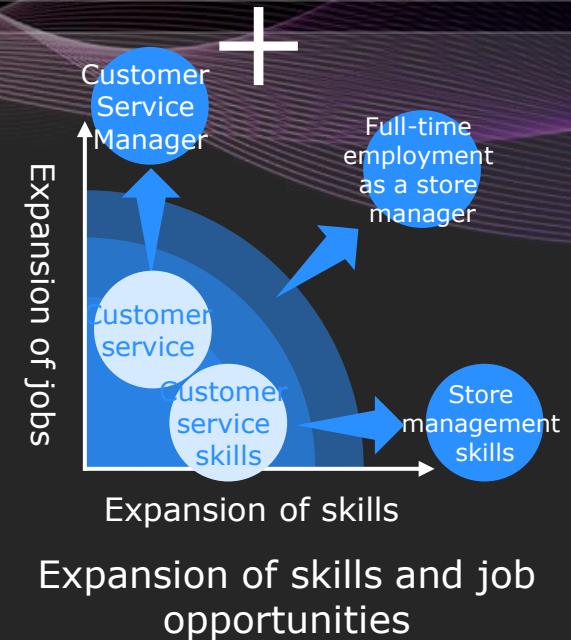 Customer
Service
Manager
Full-time
employment
as a store
manager
Expansion of jobs
Customer
service
Customer
service
skills
Store
management
skills
Expansion of skills
Expansion of skills and job
opportunities